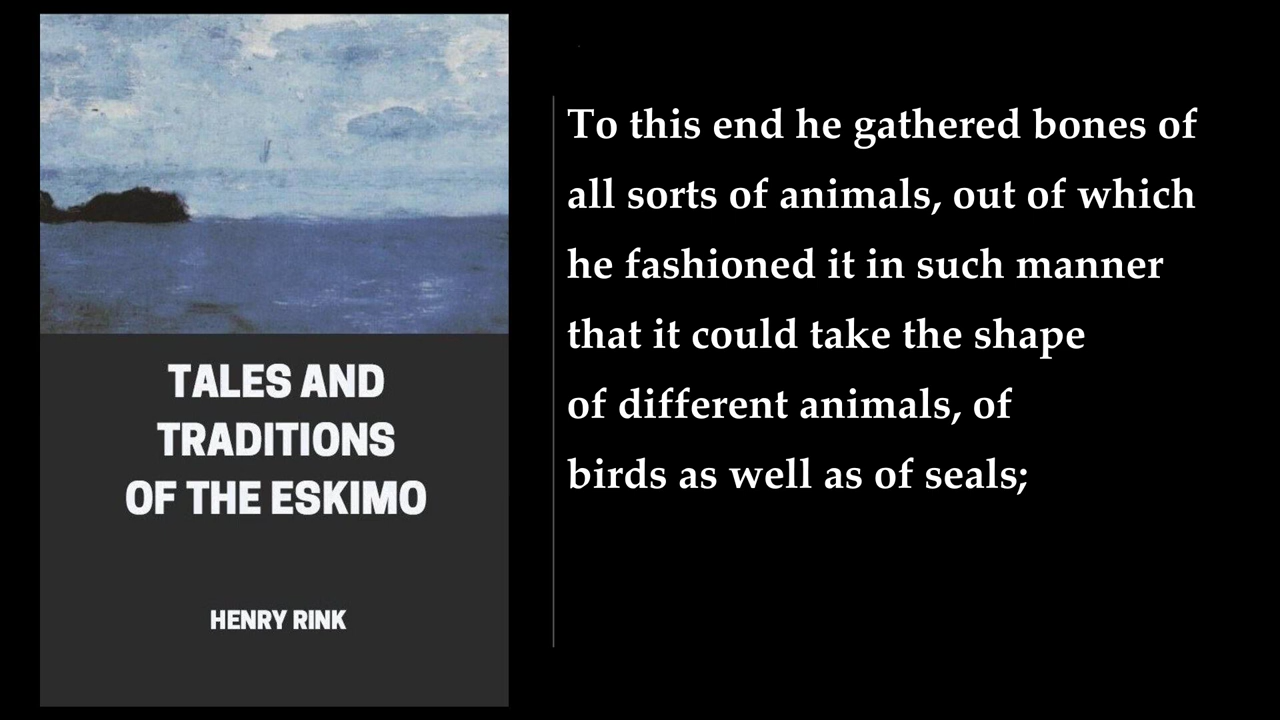 TALES AND
TRADITIONS
OF THE ESKIMO
HENRY RINK
To this end he gathered bones of
all sorts of animals, out of which
he fashioned it in such manner
that it could take the shape
of different animals, of
birds as well as of seals;